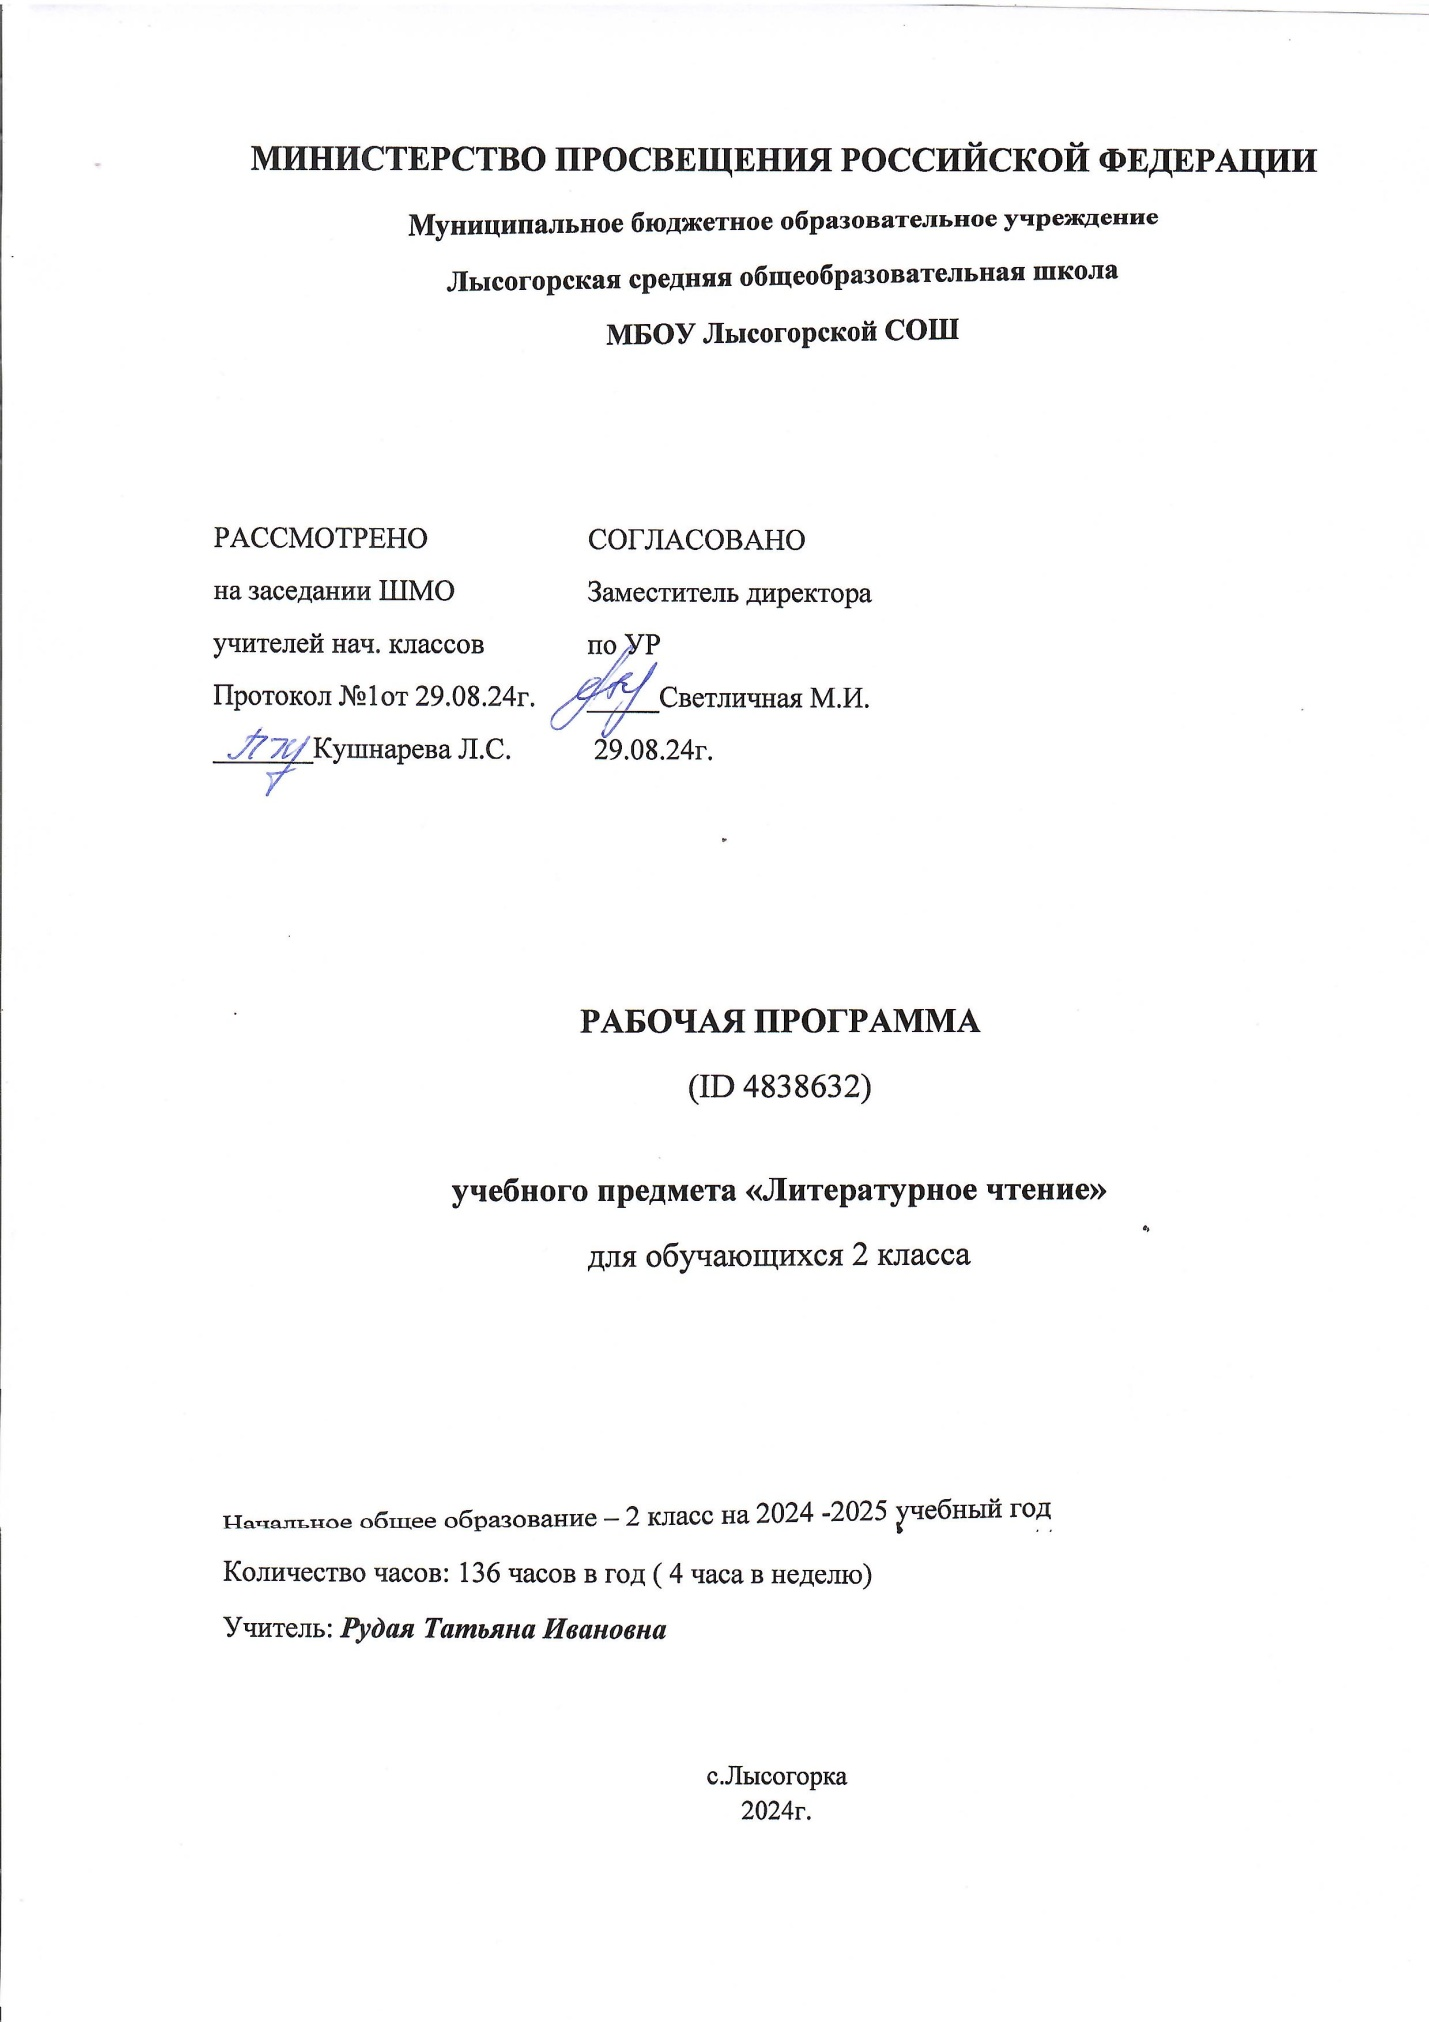 МИНИСТЕРСТВО ПРОСВЕЩЕНИЯ РОССИЙСКОЙ ФЕДЕРАЦИИ
Муниципальное бюджетное образовательное учреждение
Лысогорская средняя общеобразовательная школа
МБОУ Лысогорской СОШ
РАССМОТРЕНО
на заседании ШМО
учителей нач. классов
Протокол №1от 29.08.24г.
_______Кушнарева Л.С.
СОГЛАСОВАНО
Заместитель директора
по УР
_____Светличная М.И.
29.08.24г.
РАБОЧАЯ ПРОГРАММА
(ID 4838632)
учебного предмета «Литературное чтение»
для обучающихся 2 класса
Начальное общее образование – 2 класс на 2024 -2025 учебный год
Количество часов: 136 часов в год ( 4 часа в неделю)
Учитель: Рудая Татьяна Ивановна
с.Лысогорка
2024г.